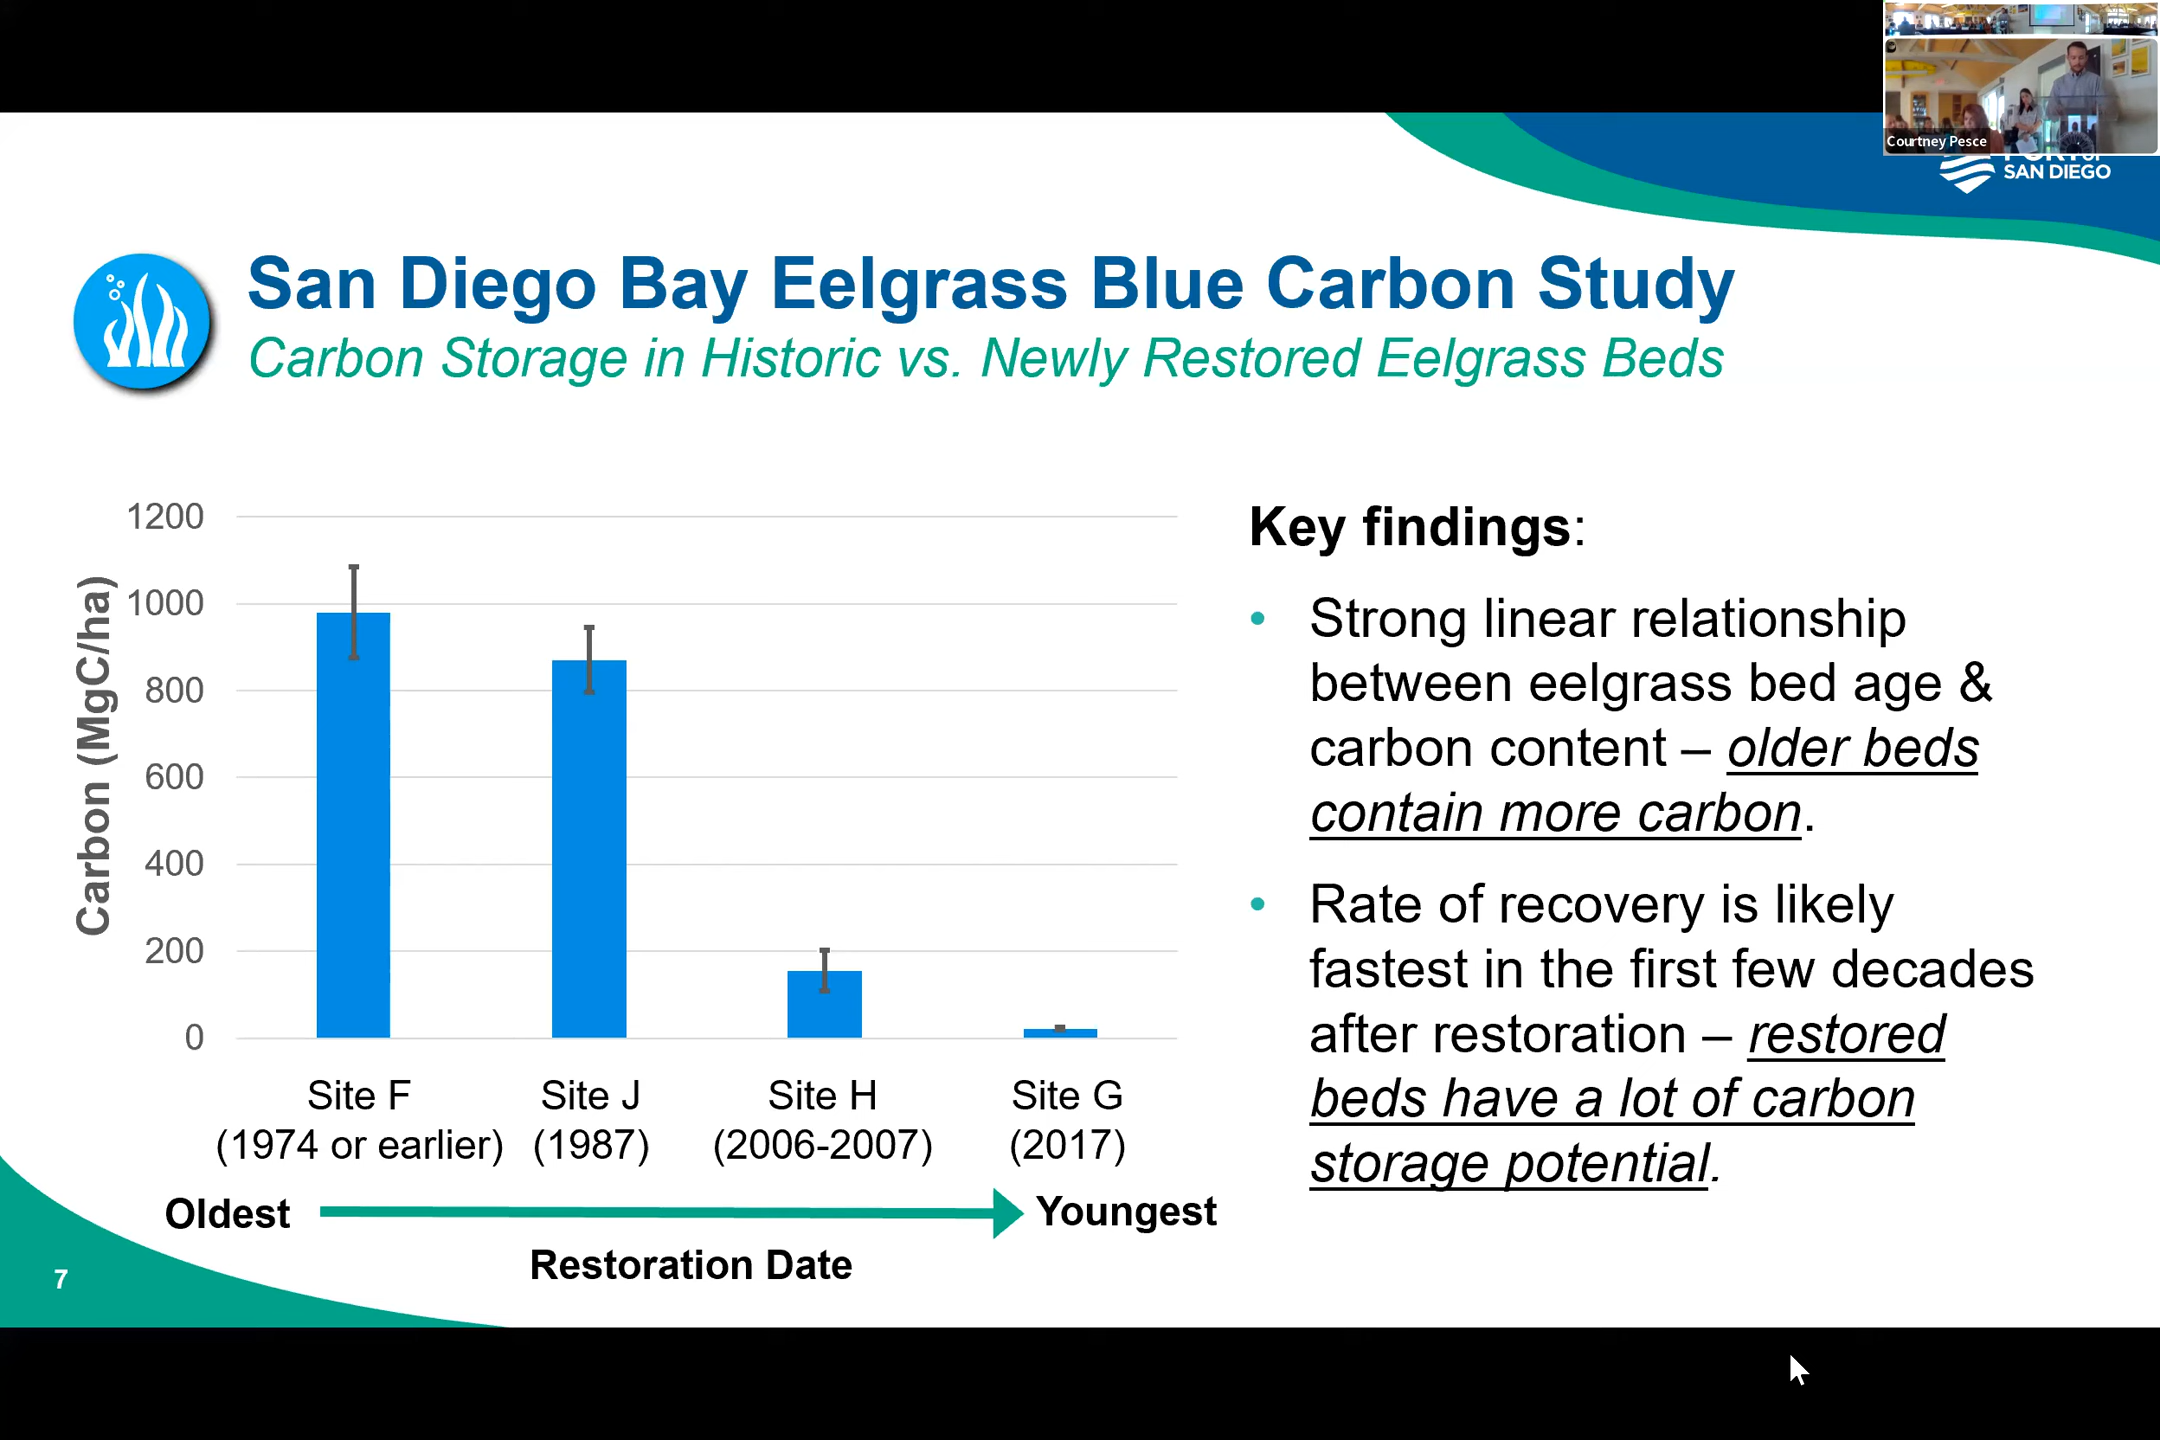 Courtney Pesce
SAN DIEGO
San Diego Bay Eelgrass Blue Carbon Study
Carbon Storage in Historic vs. Newly Restored Eelgrass Beds
Carbon (MgC/ha)
1200
1000
800
600
400
200
0
Site F
(1974 or earlier)
Site J
(1987)
Site H
(2006-2007)
Site G
(2017)
Oldest
Youngest
Restoration Date
Key findings:
• Strong linear relationship
between eelgrass bed age &
carbon content – older beds
contain more carbon.
• Rate of recovery is likely
fastest in the first few decades
after restoration – restored
beds have a lot of carbon
storage potential.
7